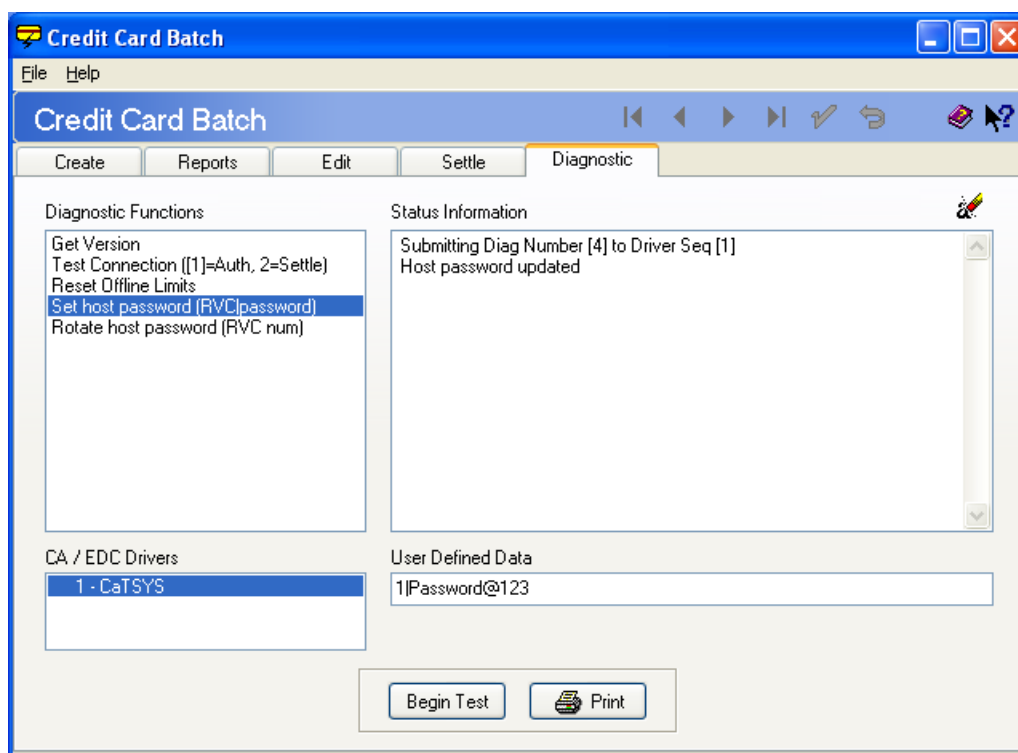 Credit Card Batch
File Help
Credit Card Batch
Create Reports Edit Settle Diagnostic
Diagnostic Functions
Get Version
Test Connection ([1]=Auth, 2=Settle)
Reset Offline Limits
Set host password (RVC|password)
Rotate host password (RVC num)
Status Information
Submitting Diag Number [4] to Driver Seq [1]
Host password updated
CA / EDC Drivers
1 - CaTSYS
User Defined Data
1|Password@123
Begin Test Print